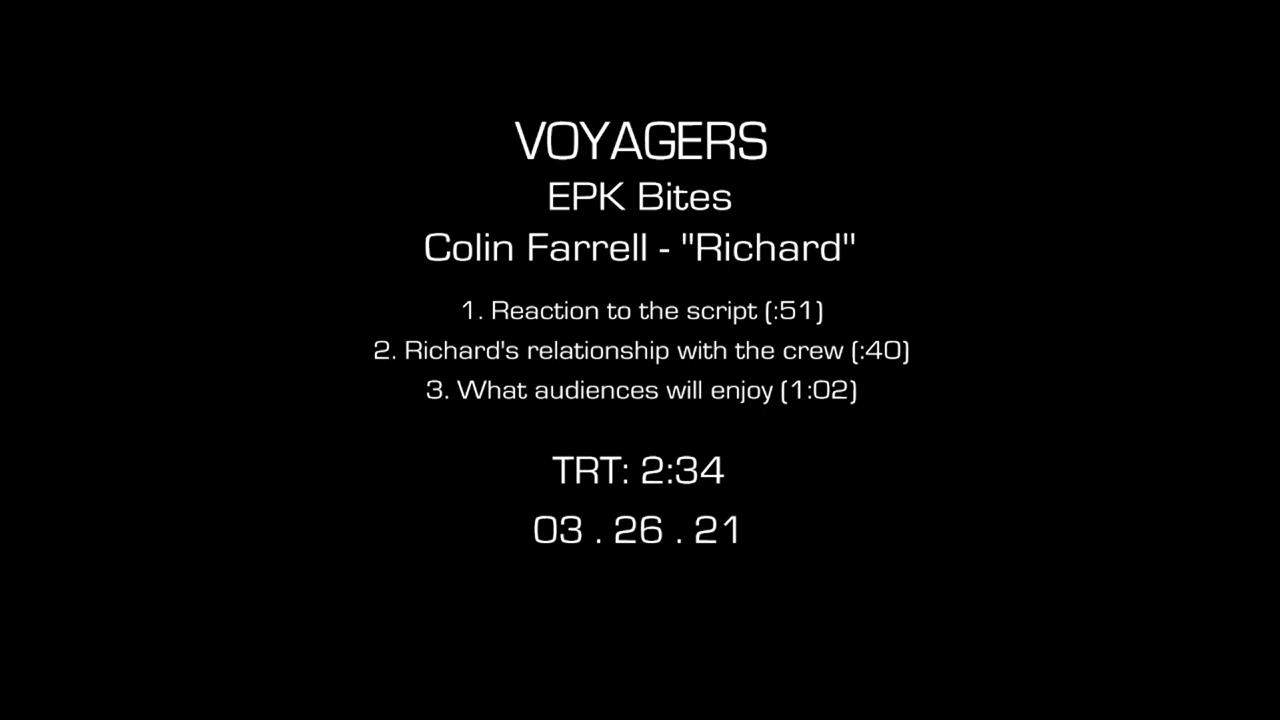 VOYAGERS
EPK Bites
Colin Farrell - "Richard"
1. Reaction to the script (:51)
2. Richard's relationship with the crew (:40)
3. What audiences will enjoy (1:02)
TRT: 2:34
03 . 26 . 21